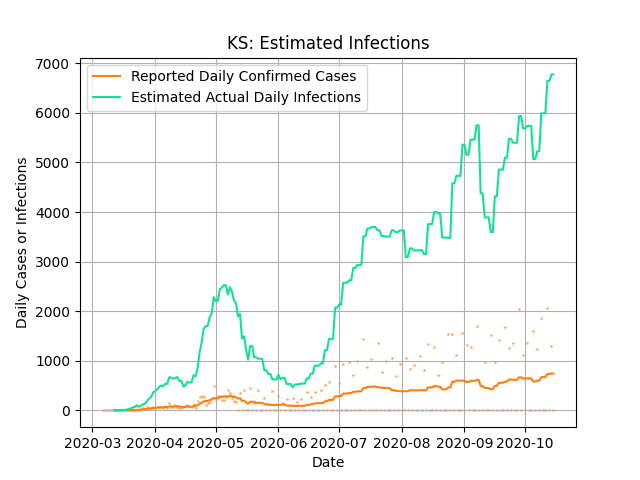 KS: Estimated Infections
Reported Daily Confirmed Cases
Estimated Actual Daily Infections
Daily Cases or Infections
7000
6000
5000
4000
3000
2000
1000
0
2020-03 2020-04 2020-05 2020-06 2020-07 2020-08 2020-09 2020-10
Date